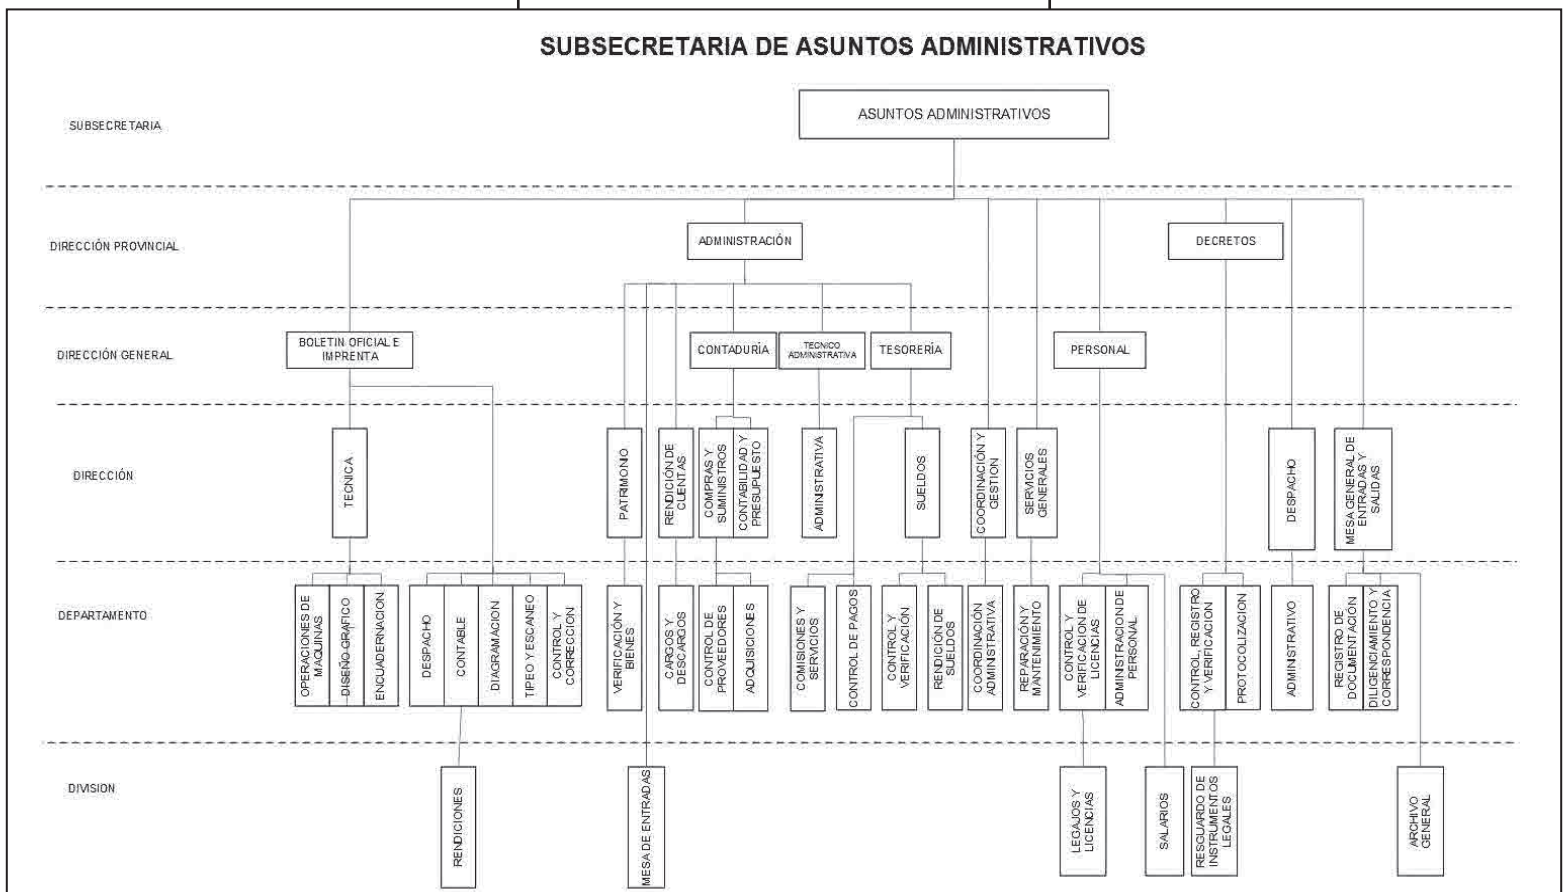 SUBSECRETARIA DE ASUNTOS ADMINISTRATIVOS
SUBSECRETARIA
ASUNTOS ADMINISTRATIVOS
DIRECCIÓN PROVINCIAL
ADMINISTRACIÓN
DECRETOS
DIRECCIÓN GENERAL
BOLETIN OFICIAL E
IMPRENTA
CONTADURÍA
TECNICO
ADMINISTRATIVA
TESORERÍA
PERSONAL
DIRECCIÓN
TECNICA
PATRIMONIO
RENDICIÓN DE
CUENTAS
COMPRAS Y
SUMINISTROS
CONTABILIDAD Y
PRESUPUESTO
ADMINISTRATIVA
SUELDOS
COORDINACIÓN Y
GESTION
SERVICIOS
GENERALES
DESPACHO
MESA GENERAL DE
ENTRADAS Y
SALIDAS
DEPARTAMENTO
OPERACIONES DE
MAQUINAS
DISEÑO GRAFICO
ENCUADERNACION
DESPACHO
CONTABLE
DIAGRAMACION
TIPEO Y ESCANEO
CONTROL Y
CORRECCION
VERIFICACIÓN Y
BIENES
CARGOS Y
DESCARGOS
CONTROL DE
PROVEEDORES
ADQUISICIONES
COMISIONES Y
SERVICIOS
CONTROL DE PAGOS
CONTROL Y
VERIFICACIÓN
RENDICIÓN DE
SUELDOS
COORDINACIÓN
ADMINISTRATIVA
REPARACIÓN Y
MANTENIMIENTO
CONTROL Y
VERIFICACION DE
LICENCIAS
ADMINISTRACION DE
PERSONAL
CONTROL, REGISTRO
Y VERIFICACION
PROTOCOLIZACION
ADMINISTRATIVO
REGISTRO DE
DOCUMENTACIÓN
DILIGENCIAMIENTO Y
CORRESPONDENCIA
DIVISION
RENDICIONES
MESA DE ENTRADAS
LEGAJOS Y
LICENCIAS
SALARIOS
RESGUARDO DE
INSTRUMENTOS
LEGALES
ARCHIVO
GENERAL